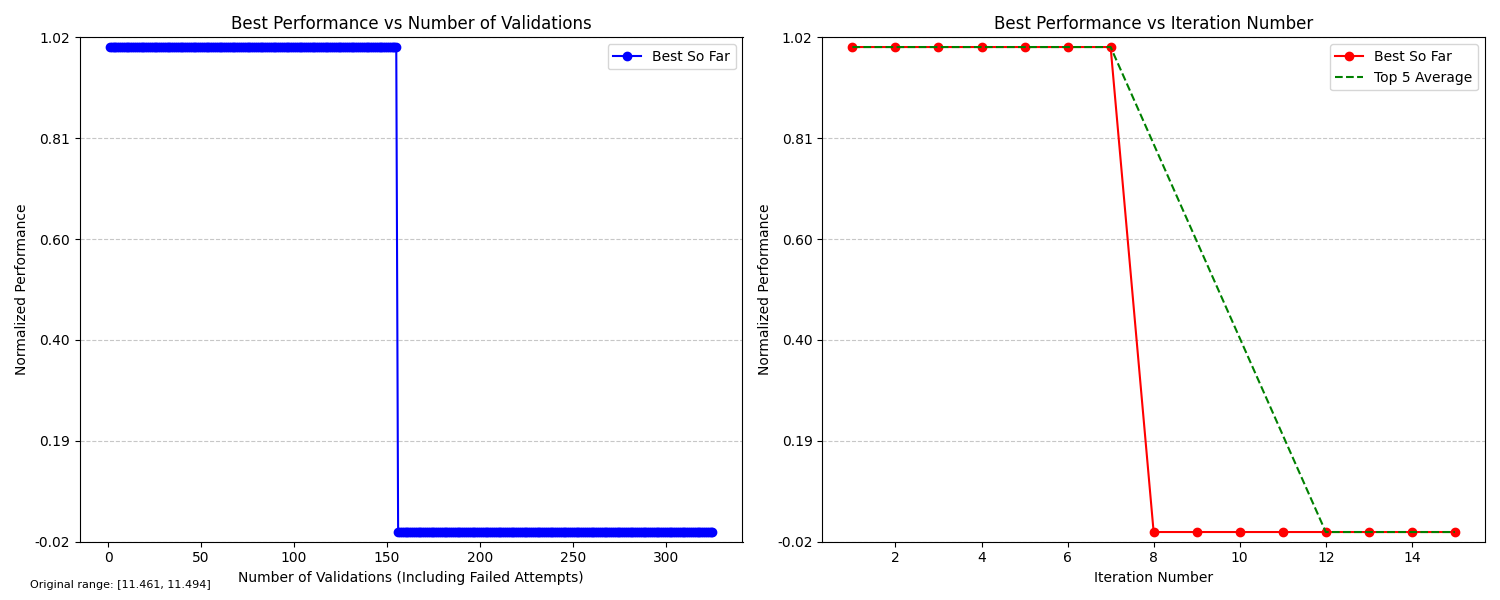 Best Performance vs Number of Validations
1.02
0.81
0.60
0.40
0.19
-0.02
Normalized Performance
Best So Far
0 50 100 150 200 250 300
Number of Validations (Including Failed Attempts)
Original range: [11.461, 11.494]
Best Performance vs Iteration Number
1.02
0.81
0.60
0.40
0.19
-0.02
Normalized Performance
Best So Far
Top 5 Average
2 4 6 8 10 12 14
Iteration Number